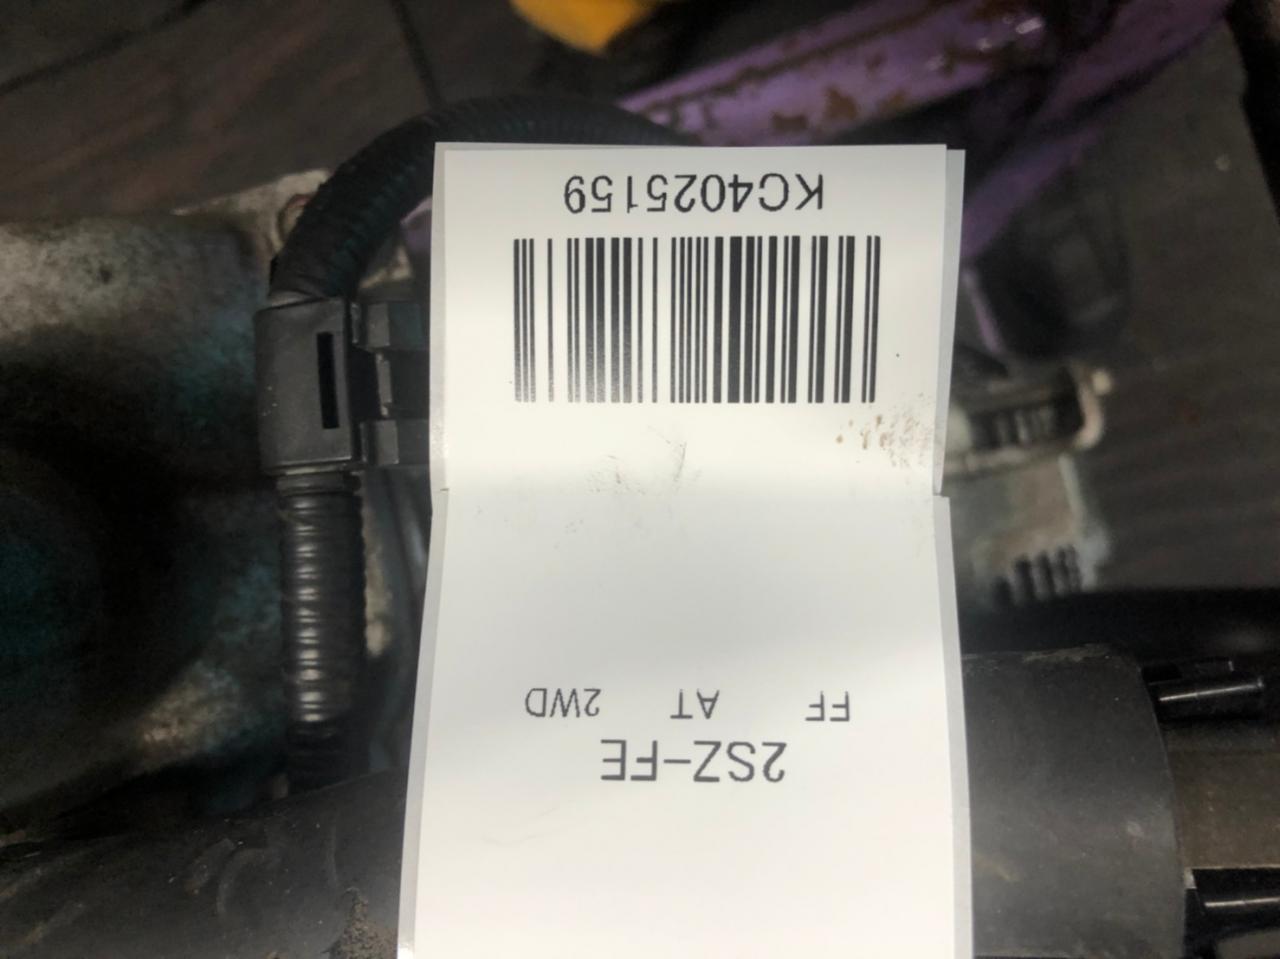 2SZ-FE
FF AT 2WD
KC4025159